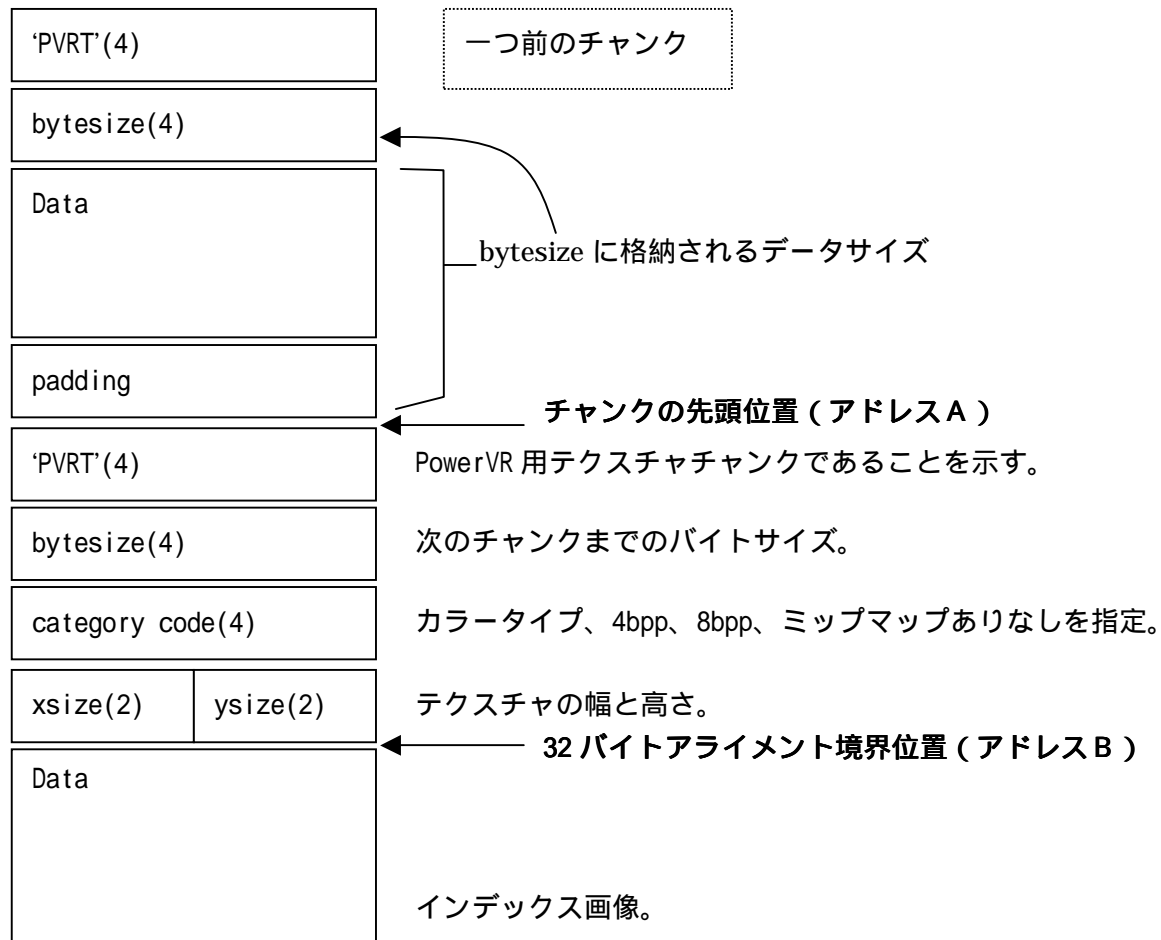 ‘PVRT’(4)
一つ前のチャンク
bytesize(4)
Data
bytesize に格納されるデータサイズ
padding
チャンクの先頭位置（アドレスＡ）
‘PVRT’(4)
PowerVR 用テクスチャチャンクであることを示す。
bytesize(4)
次のチャンクまでのバイトサイズ。
category code(4)
カラータイプ、4bpp、8bpp、ミップマップありなしを指定。
xsize(2) ysize(2)
テクスチャの幅と高さ。
32 バイトアライメント境界位置（アドレスＢ）
Data
インデックス画像。